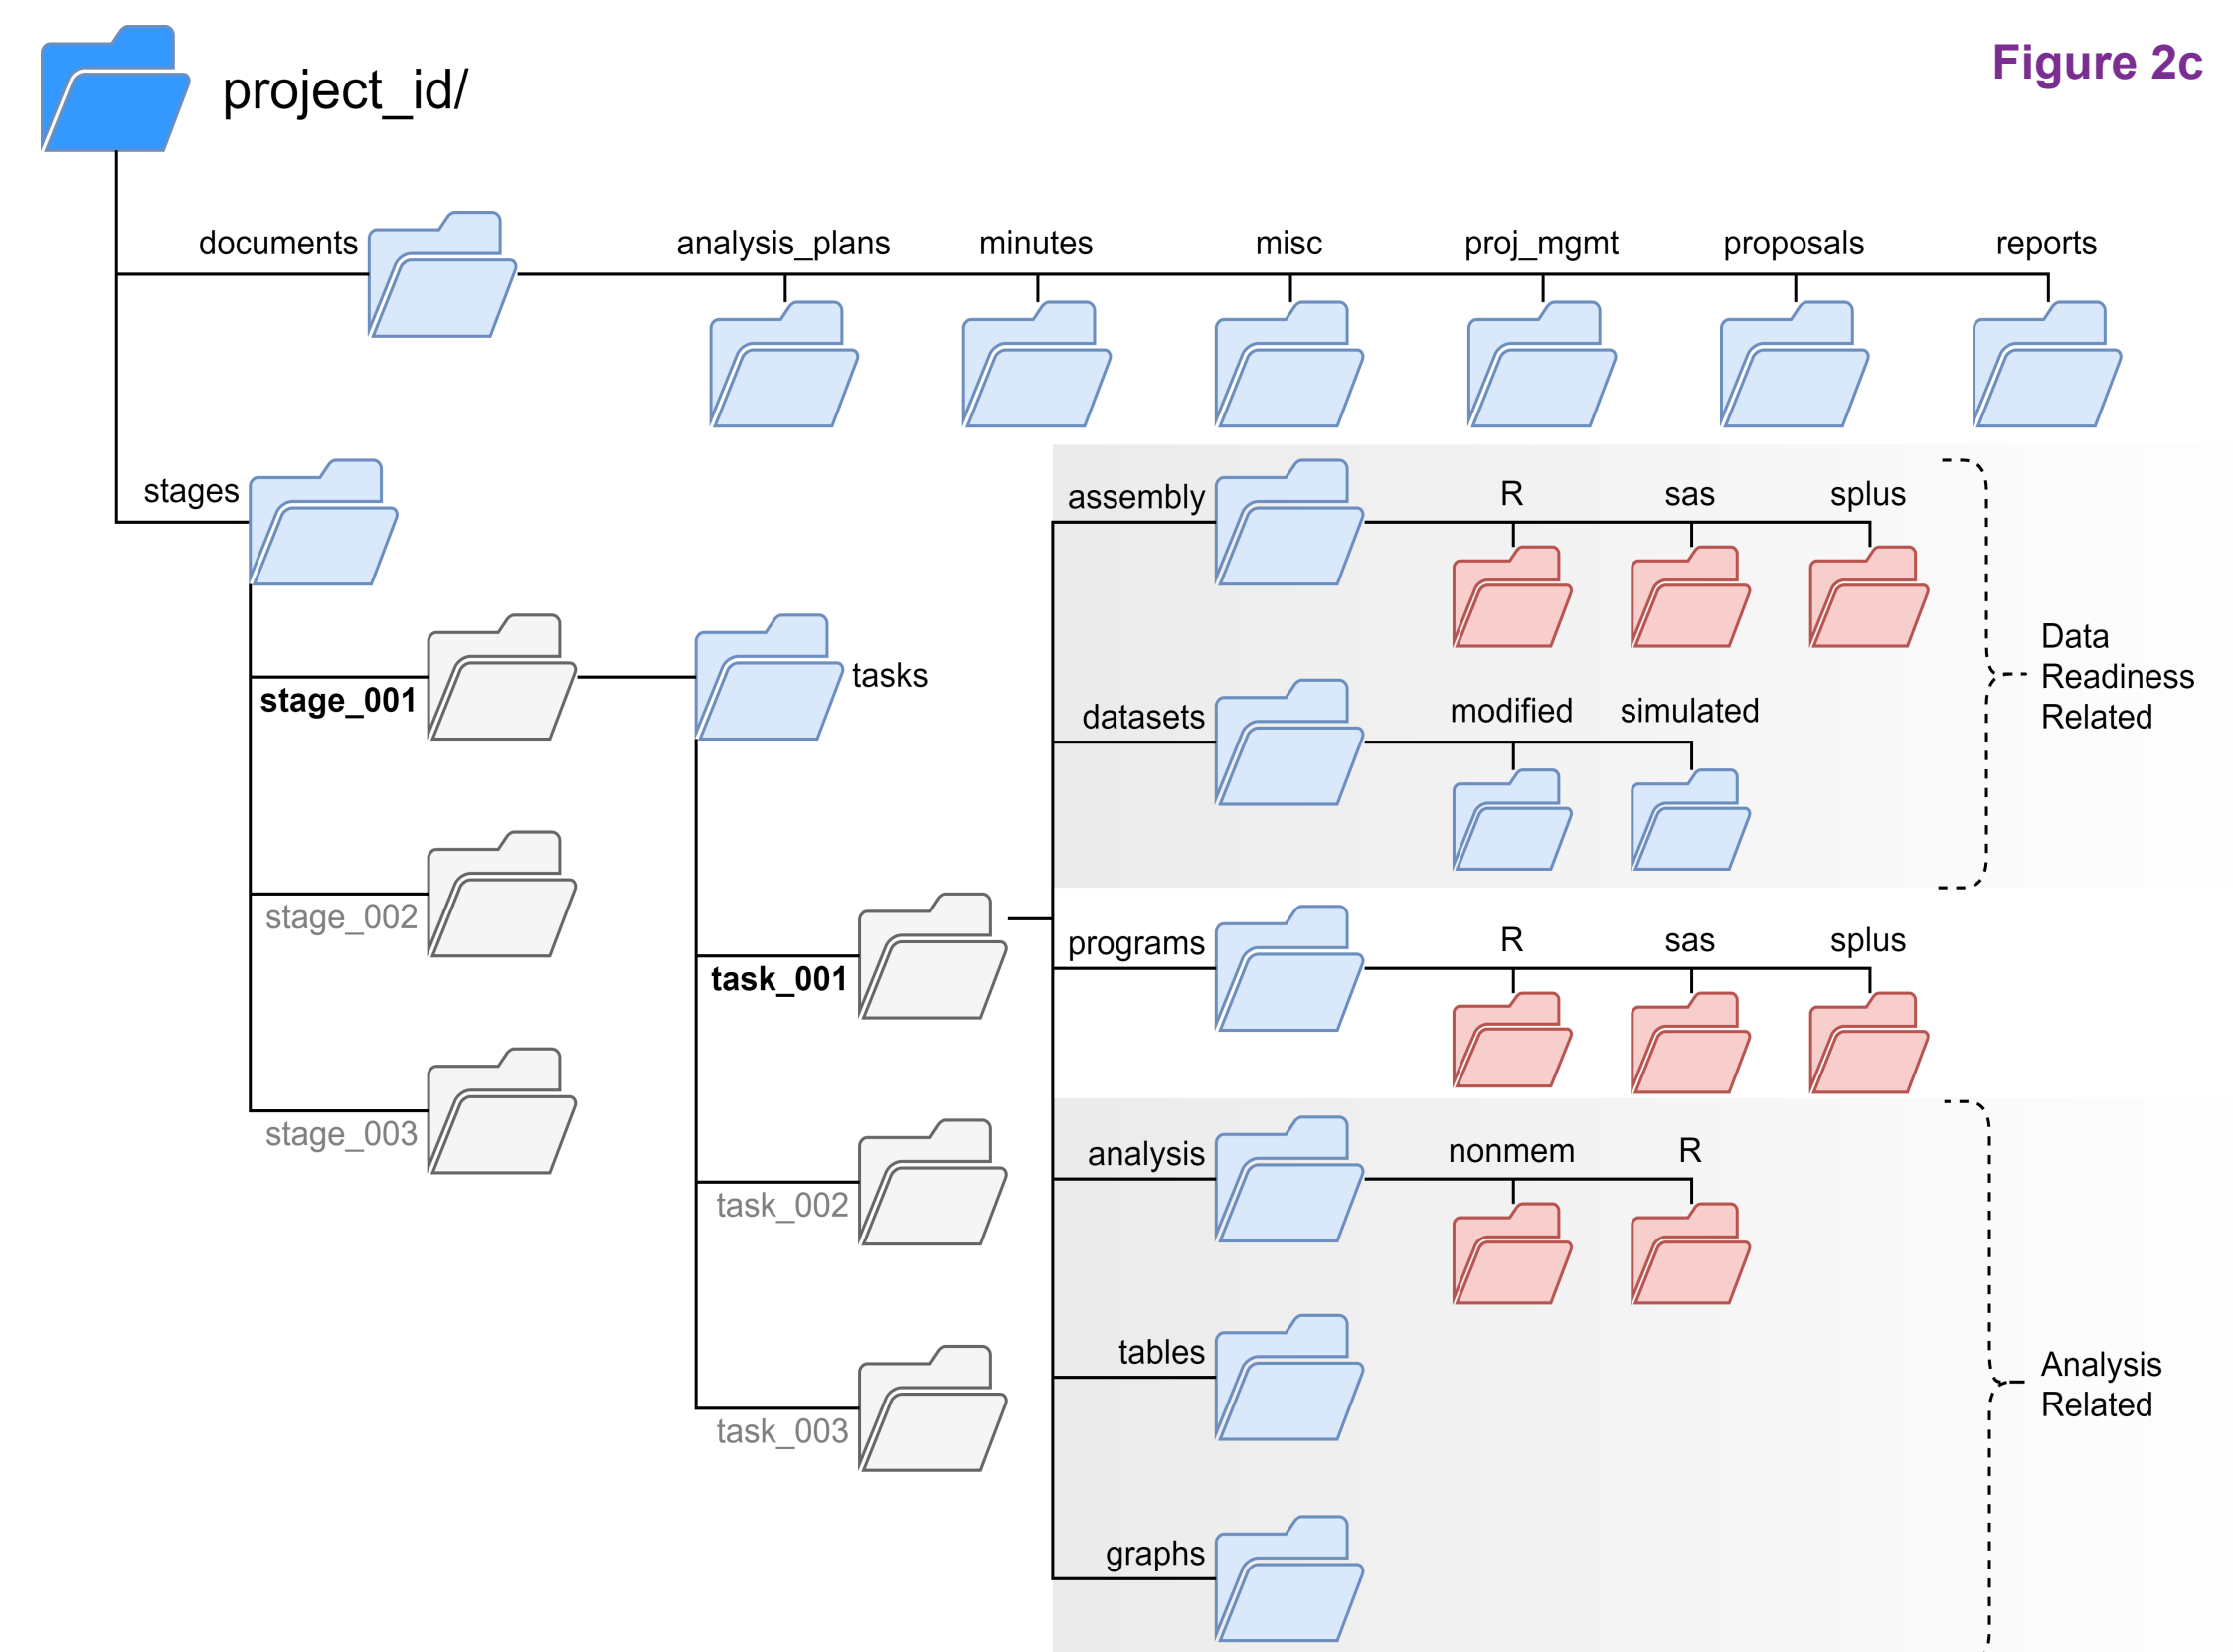 Figure 2c
project_id/
documents
analysis_plans
minutes
misc
proj_mgmt
proposals
reports
stages
assembly
R
sas
splus
Data
Readiness
Related
stage_001
tasks
datasets
modified
simulated
stage_002
programs
R
sas
splus
task_001
stage_003
analysis
nonmem
R
task_002
tables
Analysis
Related
task_003
graphs